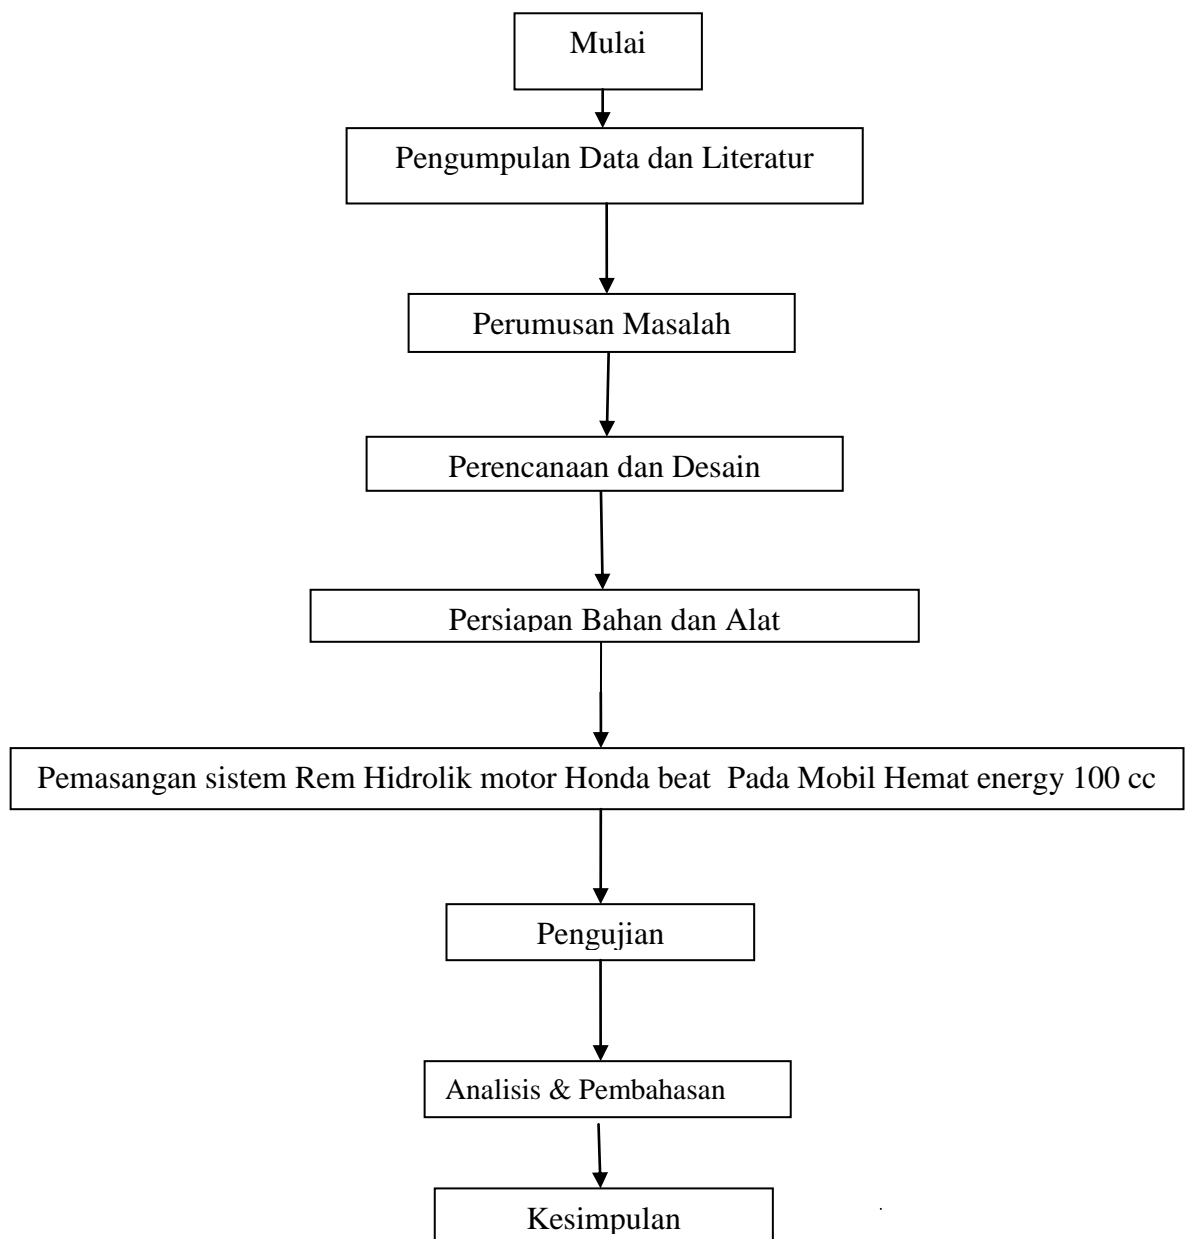 Mulai
Pengumpulan Data dan Literatur
Perumusan Masalah
Perencanaan dan Desain
Persiapan Bahan dan Alat
Pemasangan sistem Rem Hidrolik motor Honda beat Pada Mobil Hemat energy 100 cc
Pengujian
Analisis & Pembahasan
Kesimpulan